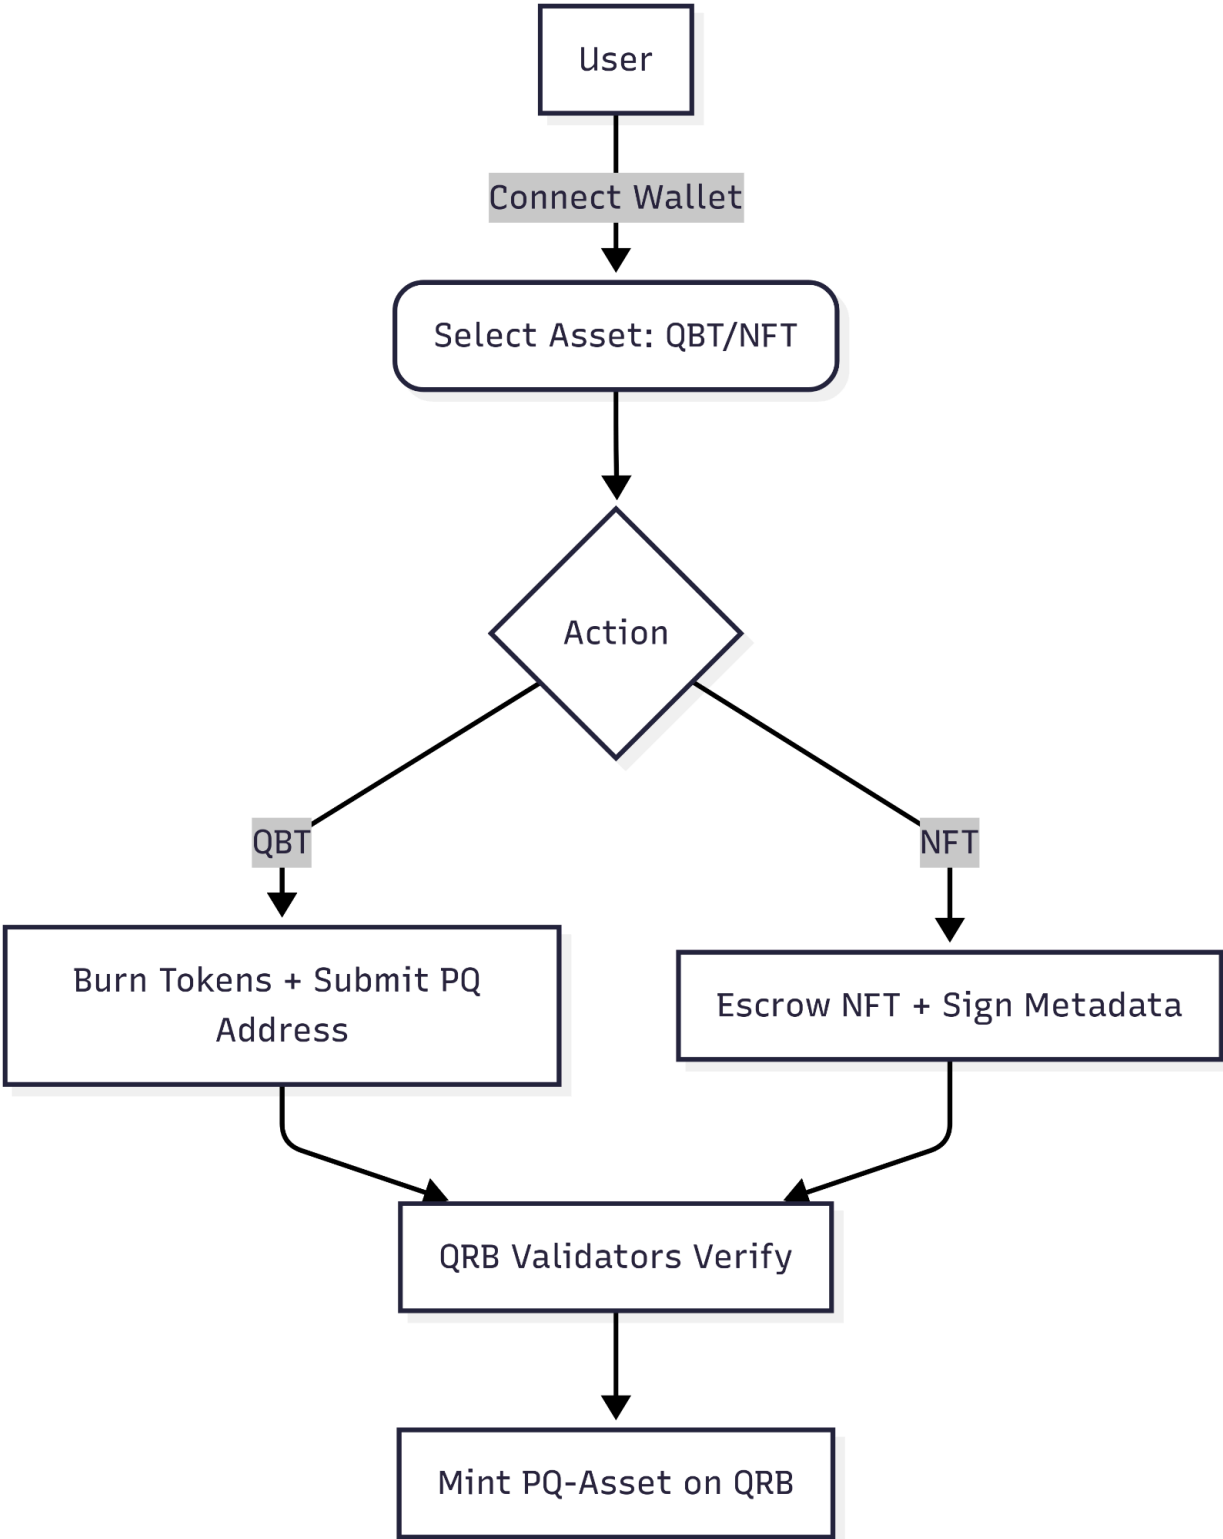 User
Connect Wallet
Select Asset: QBT/NFT
Action
QBT
NFT
Burn Tokens + Submit PQ
Address
Escrow NFT + Sign Metadata
QRB Validators Verify
Mint PQ-Asset on QRB